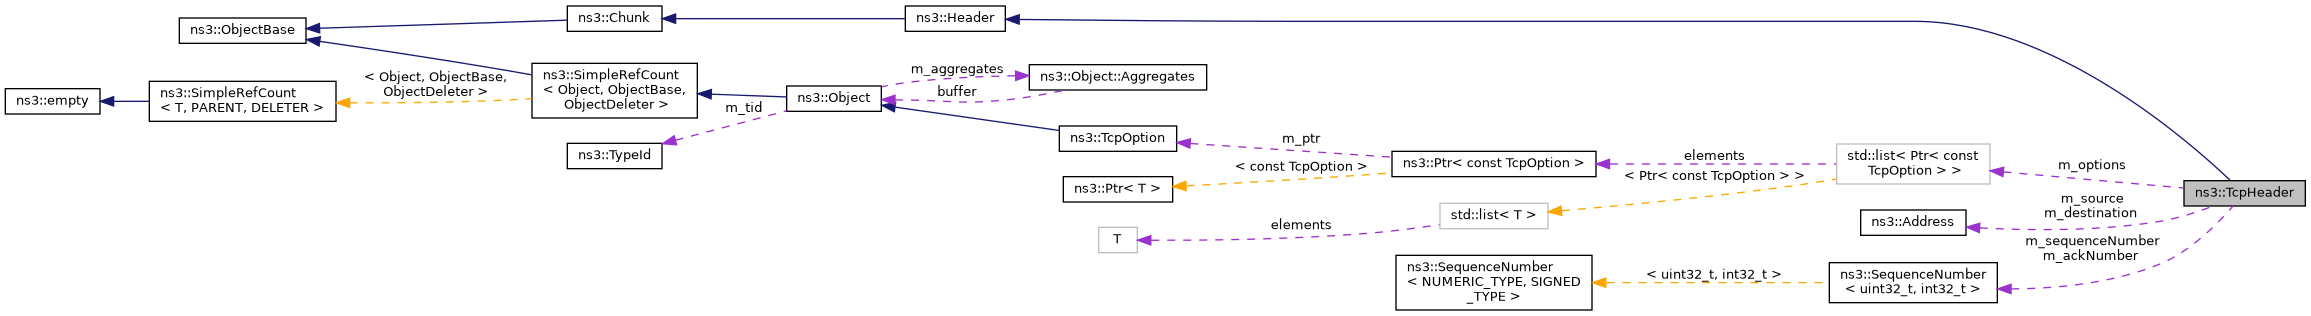 ns3::Chunk
ns3::Header
ns3::ObjectBase
< Object, ObjectBase,
ObjectDeleter >
ns3::SimpleRefCount
< Object, ObjectBase,
ObjectDeleter >
m_aggregates
ns3::Object::Aggregates
buffer
ns3::empty
ns3::SimpleRefCount
< T, PARENT, DELETER >
ns3::Object
m_tid
ns3::TypeId
ns3::TcpOption
m_ptr
ns3::Ptr< const TcpOption >
< const TcpOption >
ns3::Ptr< T >
elements
< Ptr< const TcpOption > >
std::list< Ptr< const
TcpOption > >
m_options
ns3::TcpHeader
m_source
m_destination
ns3::Address
std::list< T >
elements
T
m_sequenceNumber
m_ackNumber
ns3::SequenceNumber
< NUMERIC_TYPE, SIGNED
_TYPE >
< uint32_t, int32_t >
ns3::SequenceNumber
< uint32_t, int32_t >